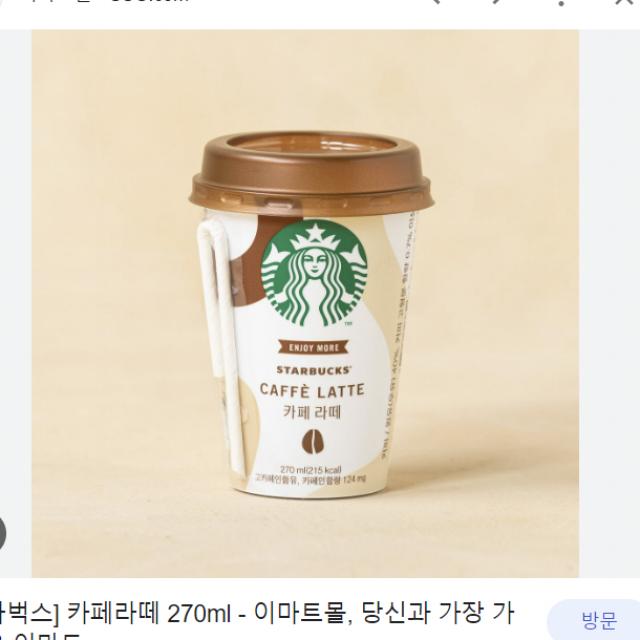 ™
ENJOY MORE
STARBUCKS®
CAFFÈ LATTE
카페 라떼
270 ml(215 kcal)
고카페인함유, 카페인함량 124 mg
벅스] 카페라떼 270ml - 이마트몰, 당신과 가장 가
방문